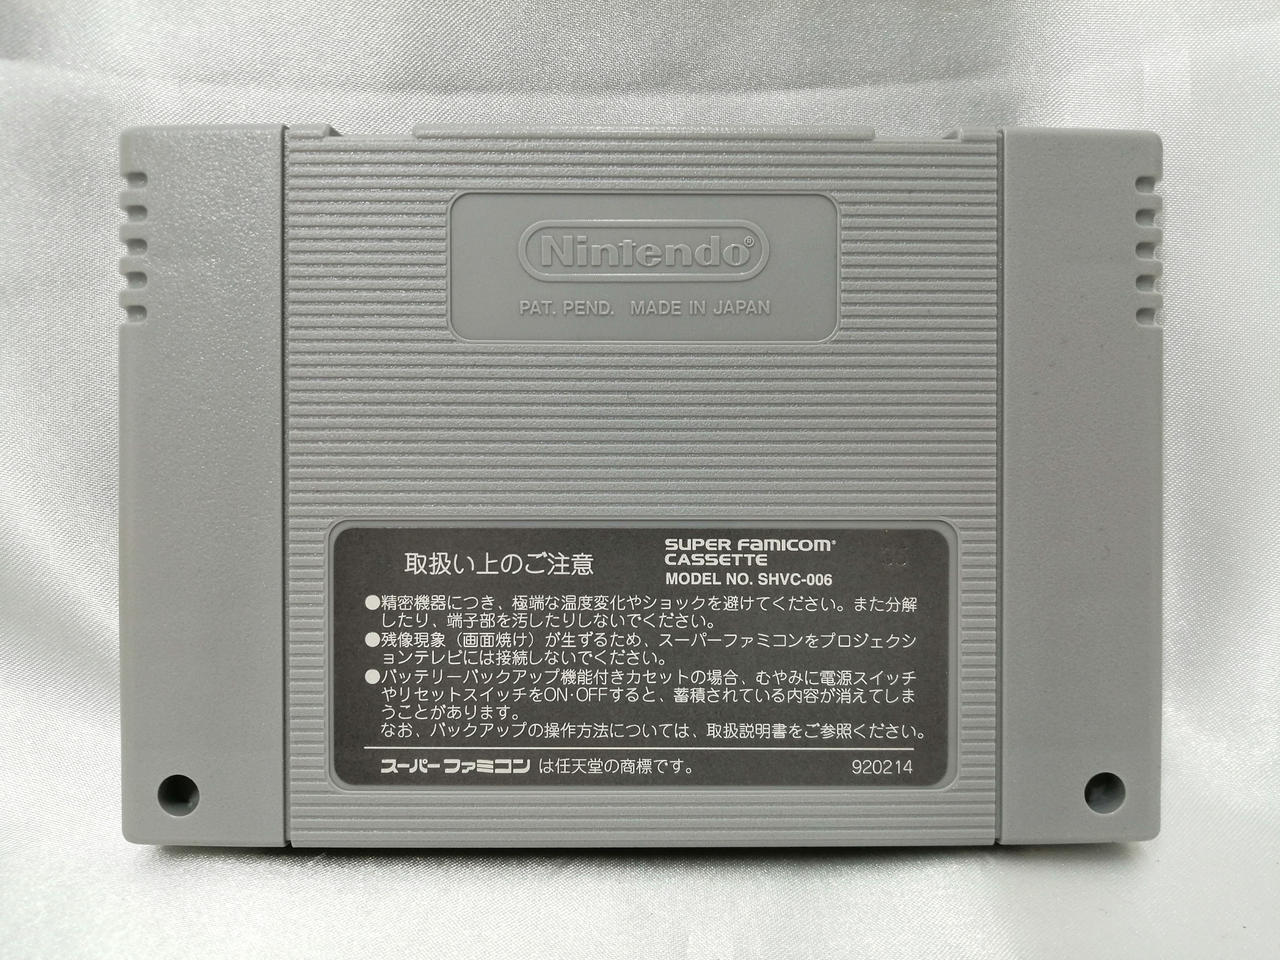 Nintendo®
PAT. PEND. MADE IN JAPAN
取扱い上のご注意
SUPER FAMICOM®
CASSETTE
MODEL NO. SHVC-006
●精密機器につき、極端な温度変化やショックを避けてください。また分解
したり、端子部を汚したりしないでください。
●残像現象（画面焼け）が生ずるため、スーパーファミコンをプロジェクシ
ョンテレビには接続しないでください。
●バッテリーバックアップ機能付きカセットの場合、むやみに電源スイッチ
やリセットスイッチをON·OFFすると、蓄積されている内容が消えてしま
うことがあります。
なお、バックアップの操作方法については、取扱説明書をご参照ください。
スーパーファミコン は任天堂の商標です。 920214